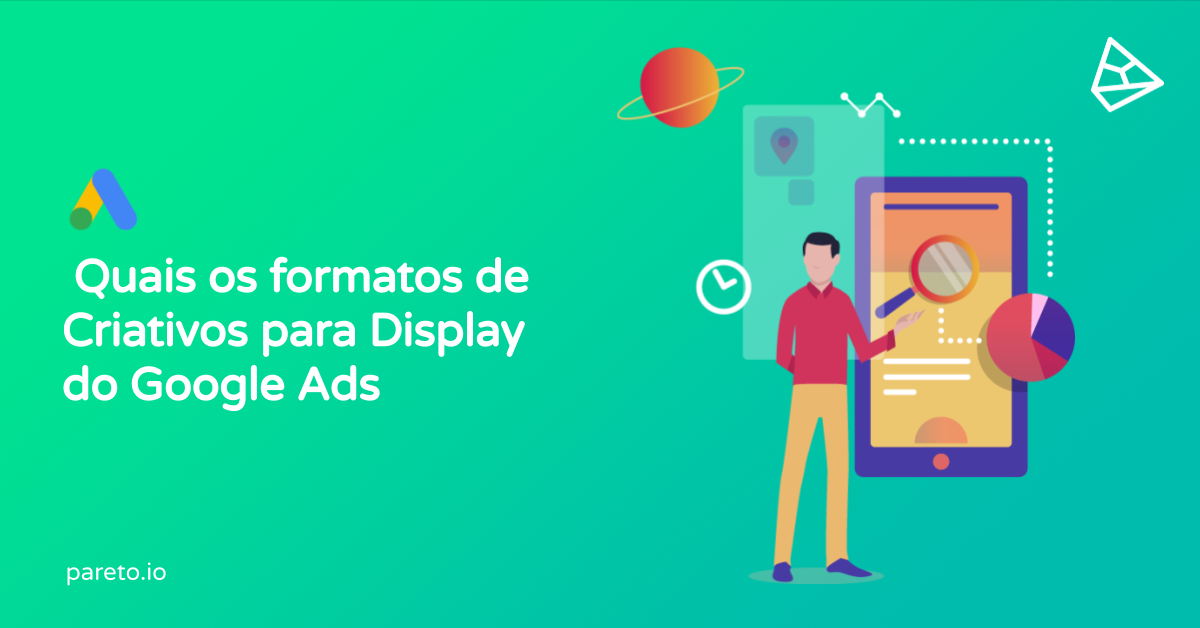 Quais os formatos de
Criativos para Display
do Google Ads
pareto.io